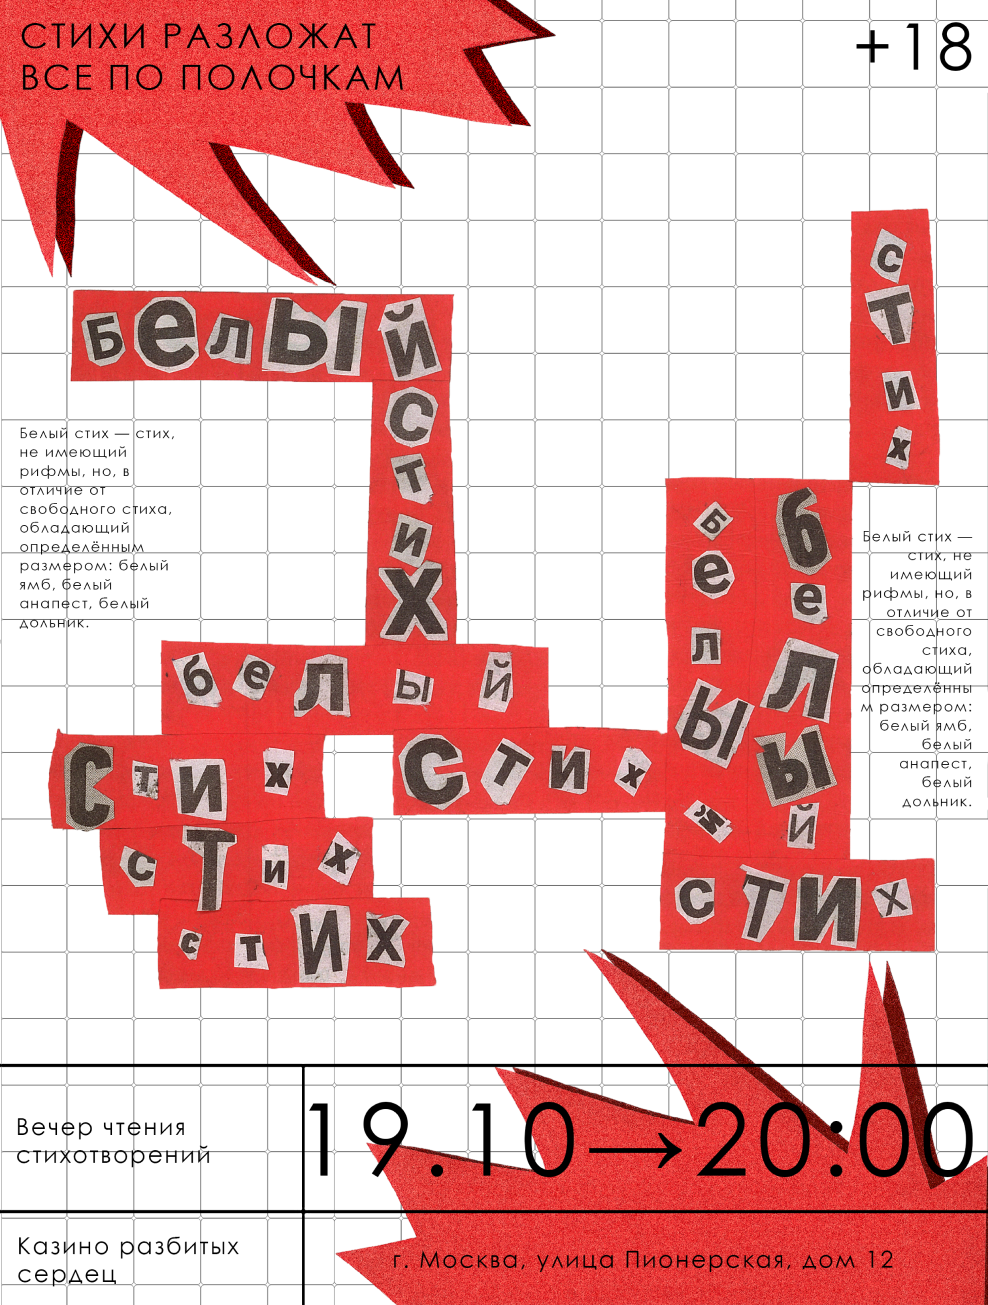 СТИХИ РАЗЛОЖАТ
ВСЕ ПО ПОЛОЧКАМ
+18
стих
Белый
стих
Белый стих — стих,
не имеющий
рифмы, но, в
отличие от
свободного стиха,
обладающий
определённым
размером: белый
ямб, белый
анапест, белый
дольник.
белый
белый
Белый стих —
стих, не
имеющий
рифмы, но, в
отличие от
свободного
стиха,
обладающий
определённы
м размером:
белый ямб,
белый
анапест,
белый
дольник.
белый
Стих
Стих
стих
стИХ
стих
Вечер чтения
стихотворений
19.10→20:00
Казино разбитых
сердец
г. Москва, улица Пионерская, дом 12